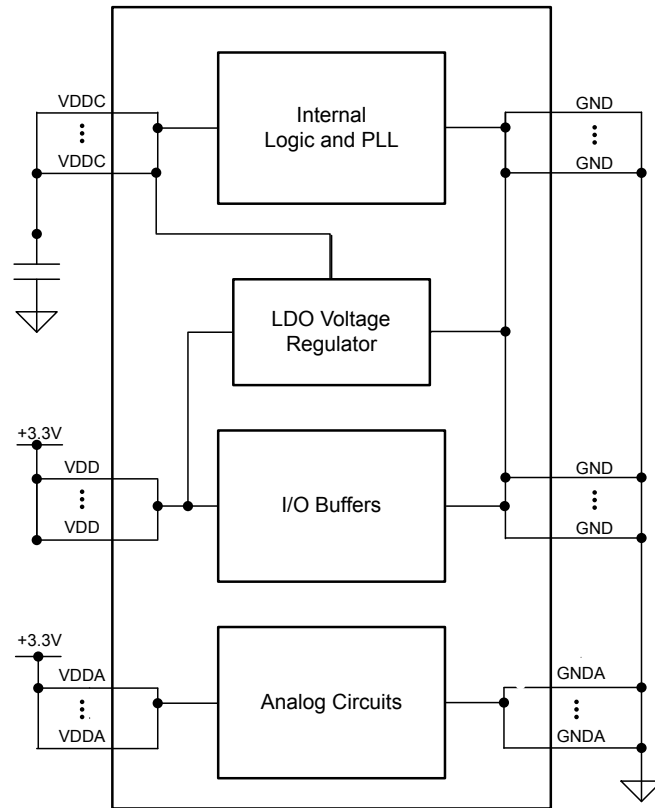 VDDC
VDDC
Internal
Logic and PLL
GND
GND
LDO Voltage
Regulator
+3.3V
VDD
VDD
I/O Buffers
GND
GND
+3.3V
VDDA
VDDA
Analog Circuits
GNDA
GNDA